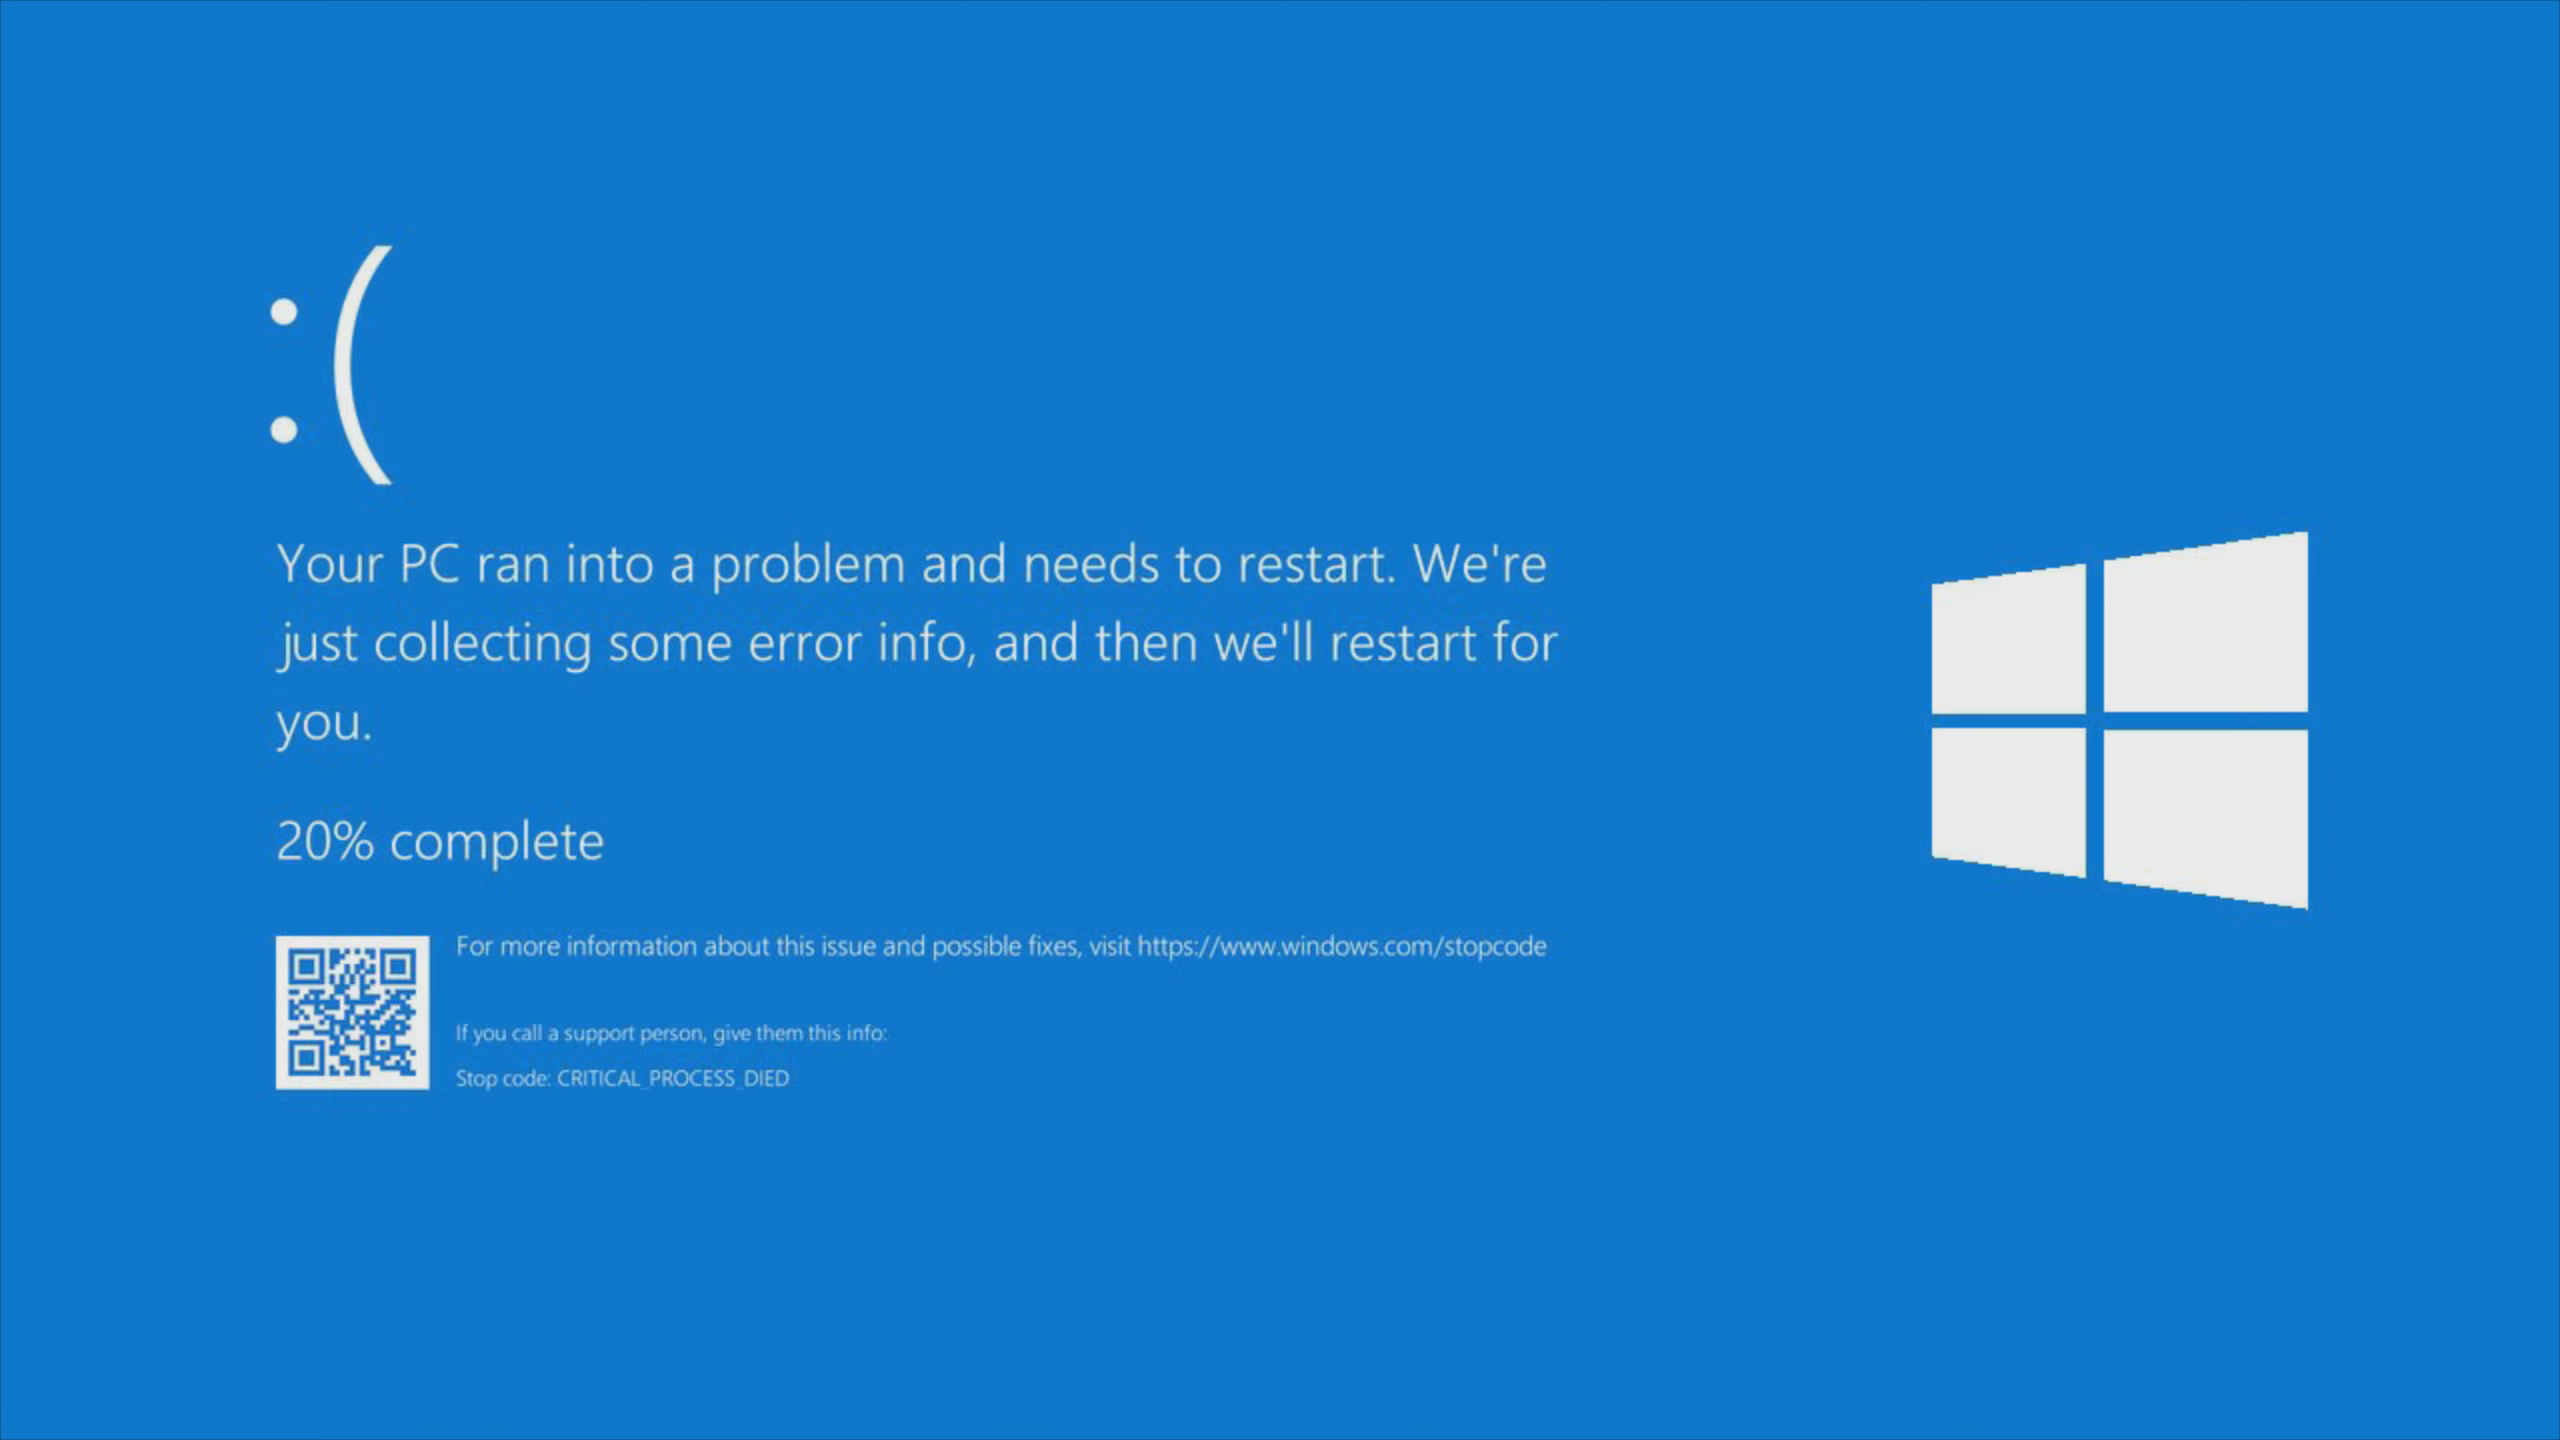 :(
Your PC ran into a problem and needs to restart. We're
just collecting some error info, and then we'll restart for
you.
20% complete
For more information about this issue and possible fixes, visit https://www.windows.com/stopcode
If you call a support person, give them this info:
Stop code: CRITICAL_PROCESS_DIED